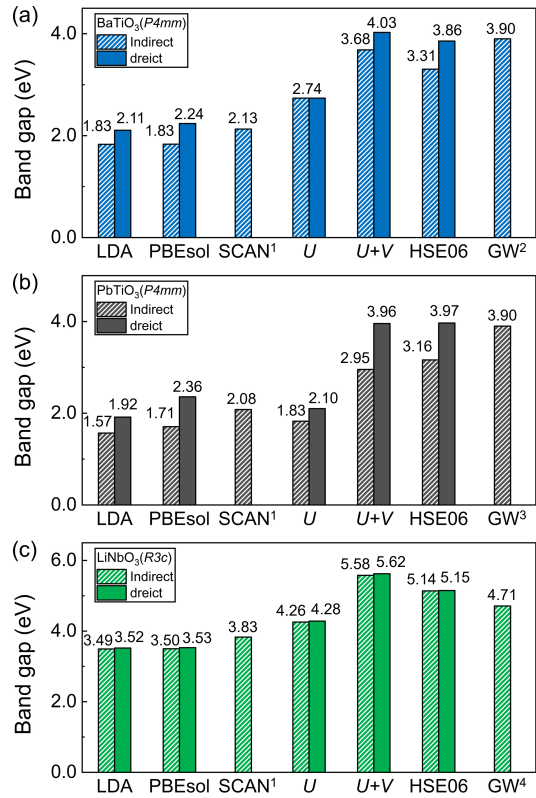 (a)
BaTiO3(P4mm)
Indirect
dreict
Band gap (eV)
4.0
2.0
0.0
1.83 2.11 1.83 2.24 2.13 2.74 3.68 4.03 3.31 3.86 3.90
LDA PBEsol SCAN¹ U U+V HSE06 GW²
(b)
PbTiO3(P4mm)
Indirect
dreict
Band gap (eV)
4.0
2.0
0.0
1.57 1.92 1.71 2.36 2.08 1.83 2.10 2.95 3.96 3.16 3.97 3.90
LDA PBEsol SCAN¹ U U+V HSE06 GW³
(c)
LiNbO3(R3c)
Indirect
dreict
Band gap (eV)
6.0
4.0
2.0
0.0
3.49 3.52 3.50 3.53 3.83 4.26 4.28 5.58 5.62 5.14 5.15 4.71
LDA PBEsol SCAN¹ U U+V HSE06 GW⁴